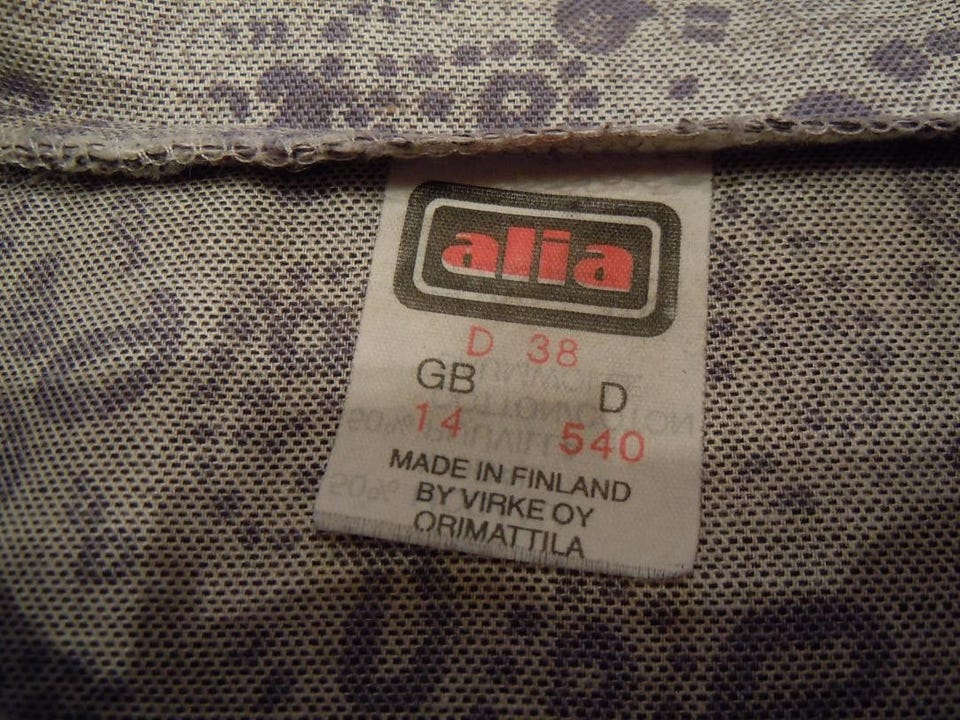 alia
D 38
GB D
14 540
MADE IN FINLAND
BY VIRKE OY
ORIMATTILA